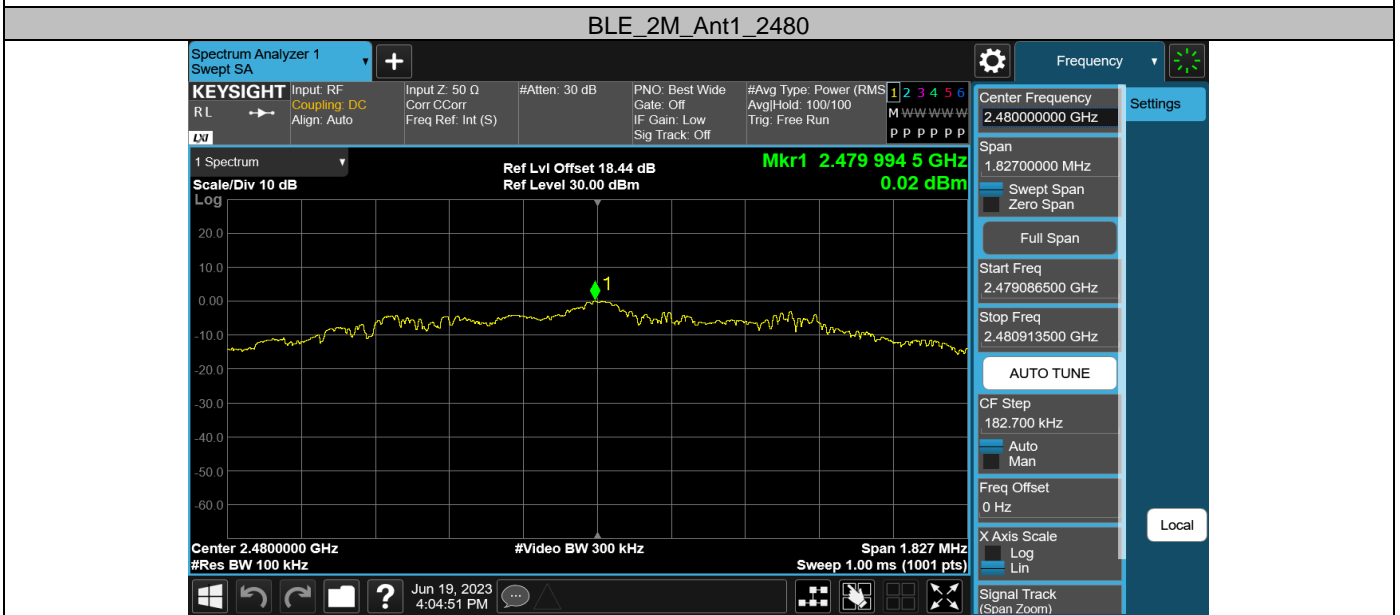 BLE_2M_Ant1_2480
Spectrum Analyzer 1
Swept SA
Frequency
KEYSIGHT
R L
LXI
Input: RF
Coupling: DC
Align: Auto
Input Z: 50 Ω
Corr CCorr
Freq Ref: Int (S)
#Atten: 30 dB
PNO: Best Wide
Gate: Off
IF Gain: Low
Sig Track: Off
#Avg Type: Power (RMS
Avg|Hold: 100/100
Trig: Free Run
1 2 3 4 5 6
M W W W W W
P P P P P P
1 Spectrum
Scale/Div 10 dB
Log
Ref Lvl Offset 18.44 dB
Ref Level 30.00 dBm
Mkr1 2.479 994 5 GHz
0.02 dBm
20.0
10.0
0.00
-10.0
-20.0
-30.0
-40.0
-50.0
-60.0
1
Center 2.4800000 GHz
#Res BW 100 kHz
#Video BW 300 kHz
Span 1.827 MHz
Sweep 1.00 ms (1001 pts)
Jun 19, 2023
4:04:51 PM
Center Frequency
2.480000000 GHz
Span
1.82700000 MHz
Swept Span
Zero Span
Full Span
Start Freq
2.479086500 GHz
Stop Freq
2.480913500 GHz
AUTO TUNE
CF Step
182.700 kHz
Auto
Man
Freq Offset
0 Hz
X Axis Scale
Log
Lin
Signal Track
(Span Zoom)
Settings
Local